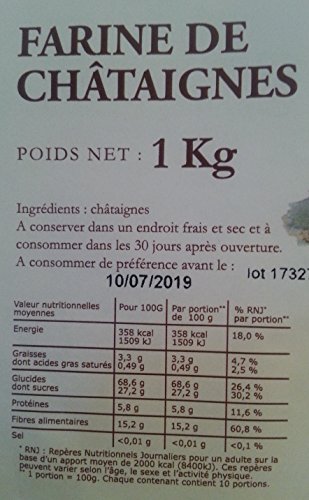 FARINE DE
CHÂTAIGNES
POIDS NET : 1 Kg
Ingrédients : châtaignes
A conserver dans un endroit frais et sec et à
consommer dans les 30 jours après ouverture.
A consommer de préférence avant le :
10/07/2019 lot 1732
Valeur nutritionnelles moyennes Pour 100G Par portion** de 100 g % RNJ* par portion**
Energie 358 kcal 358 kcal 18,0 %
1509 kJ 1509 kJ
Graisses 3,3 g 3,3 g 4,7 %
dont acides gras saturés 0,49 g 0,49 g 2,5 %
Glucides 68,6 g 68,6 g 26,4 %
dont sucres 27,2 g 27,2 g 30,2 %
Protéines 5,8 g 5,8 g 11,6 %
Fibres alimentaires 15,2 g 15,2 g 60,8 %
Sel <0,01 g <0,01 g <0,1 %
* RNJ : Repères Nutritionnels Journaliers pour un adulte sur la
base d'un apport moyen de 2000 kcal (8400kJ). Ces repères
peuvent varier selon l'âge, le sexe et l'activité physique.
** 1 portion = 100g. Chaque contenant contient 10 portions.